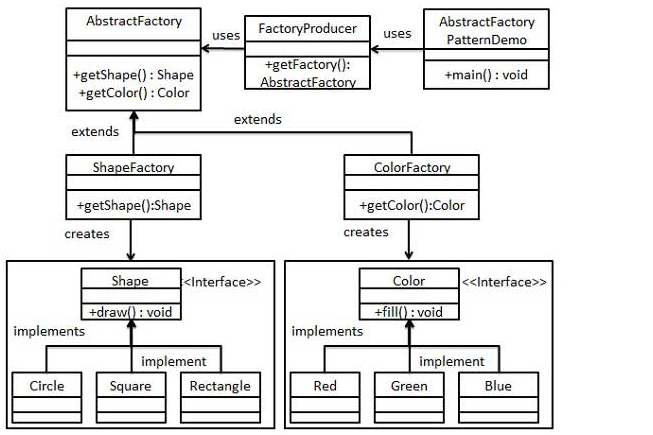 AbstractFactory
+getShape() : Shape
+getColor() : Color
uses
FactoryProducer
+getFactory():
AbstractFactory
uses
AbstractFactory
PatternDemo
+main() : void
extends
extends
ShapeFactory
+getShape():Shape
ColorFactory
+getColor():Color
creates
creates
Shape
<<Interface>>
+draw() : void
implements
implement
Circle
Square
Rectangle
Color
<<Interface>>
+fill() : void
implements
implement
Red
Green
Blue